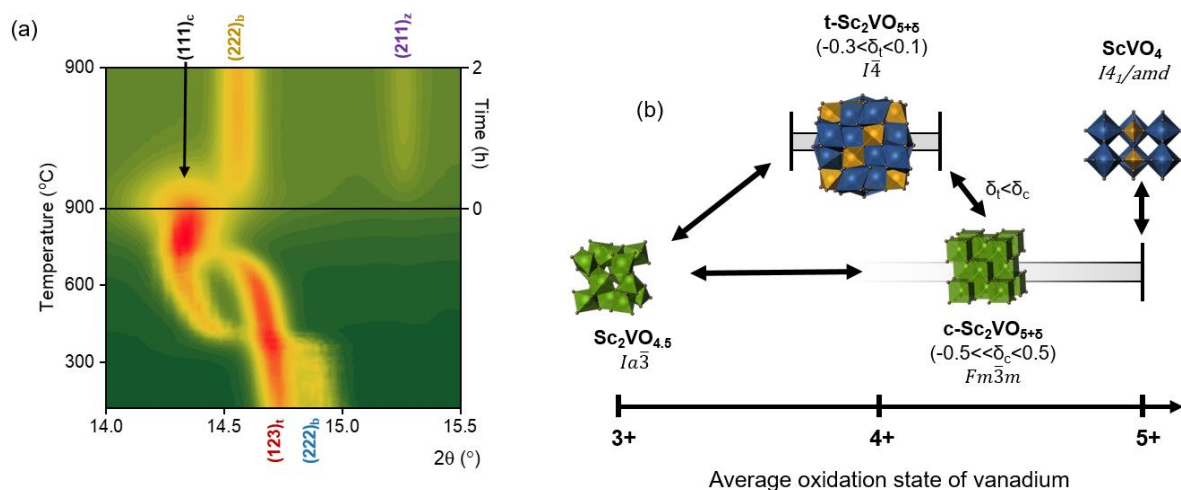 (a)
(111)c
(222)b
(211)z
900
2
Temperature (°C)
Time (h)
1
900
0
600
300
14.0
14.5
15.0
15.5
(123)t
(222)b
2θ (°)
(b)
t-Sc₂VO₅₊δ
(-0.3<δₜ<0.1)
I4̅
ScVO₄
I4₁/amd
δₜ<δc
Sc₂VO₄.₅
Ia3̅
c-Sc₂VO₅₊δ
(-0.5<<δc<0.5)
Fm3̅m
3+
4+
5+
Average oxidation state of vanadium